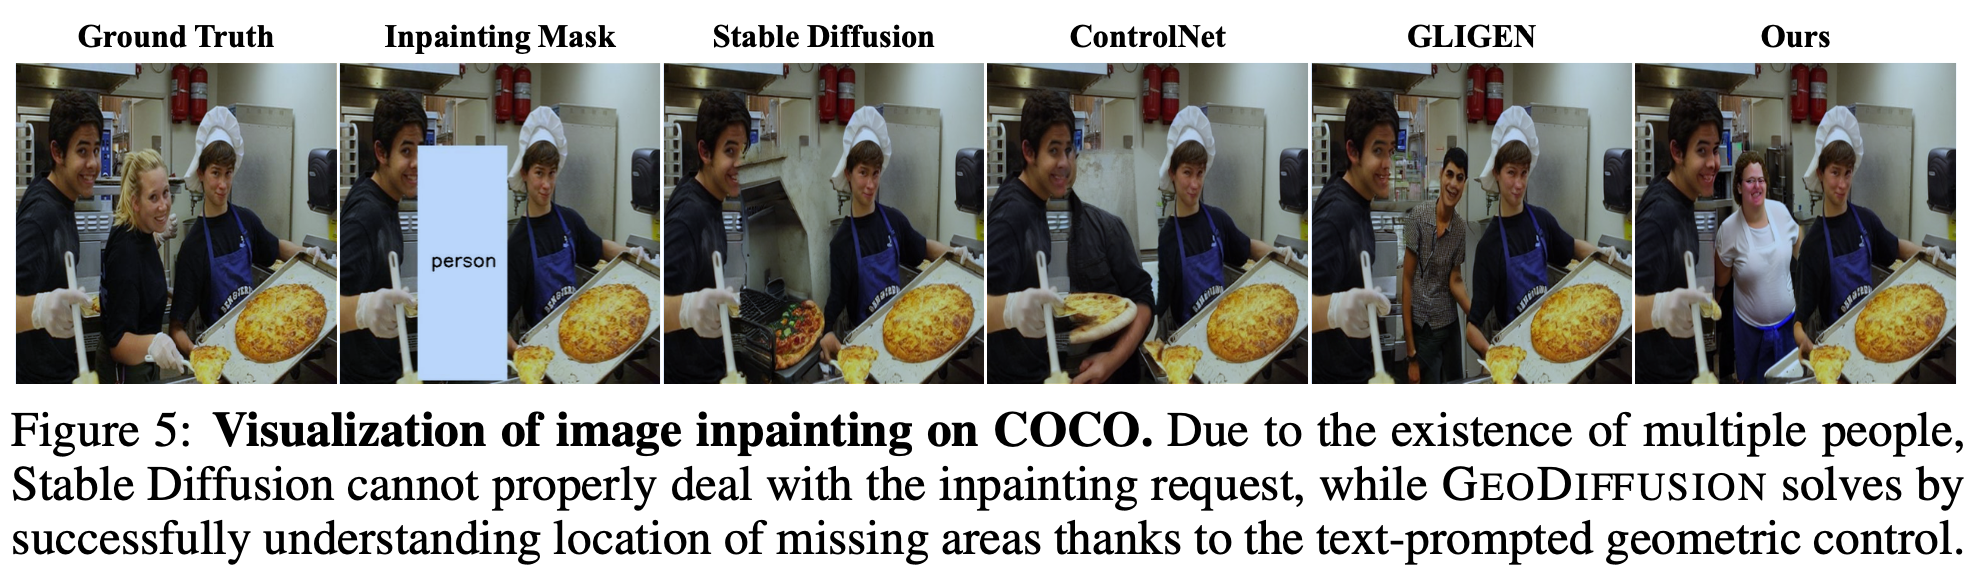 Ground Truth
Inpainting Mask
Stable Diffusion
ControlNet
GLIGEN
Ours
person
Figure 5: Visualization of image inpainting on COCO. Due to the existence of multiple people,
Stable Diffusion cannot properly deal with the inpainting request, while GEODIFFUSION solves by
successfully understanding location of missing areas thanks to the text-prompted geometric control.